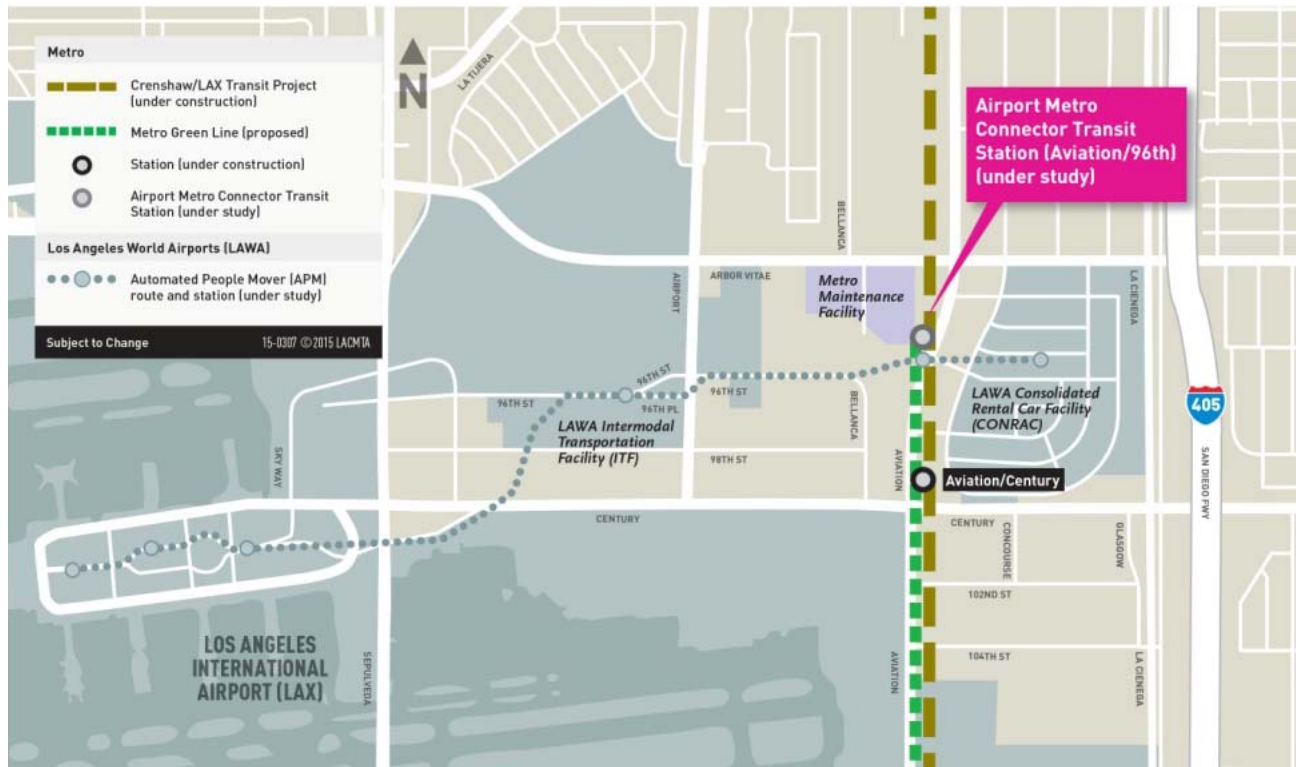 Metro
Crenshaw/LAX Transit Project
(under construction)
Metro Green Line (proposed)
Station (under construction)
Airport Metro Connector Transit
Station (under study)
Los Angeles World Airports (LAWA)
Automated People Mover (APM)
route and station (under study)
Subject to Change
15-0307 ©2015 LACMTA
N
LA TIJERA
Airport Metro
Connector Transit
Station (Aviation/96th)
(under study)
BELLANCA
AIRPORT
ARBOR VITAE
Metro
Maintenance
Facility
LA CIENEGA
96TH ST
96TH ST
96TH PL
96TH ST
BELLANCA
LAWA Consolidated
Rental Car Facility
(CONRAC)
405
LAWA Intermodal
Transportation
Facility (ITF)
98TH ST
SKY WAY
AVIATION
Aviation/Century
SAN DIEGO FWY
CENTURY
CENTURY
CONCOURSE
GLASGOW
102ND ST
LOS ANGELES
INTERNATIONAL
AIRPORT (LAX)
SEPULVEDA
AVIATION
104TH ST
LA CIENEGA